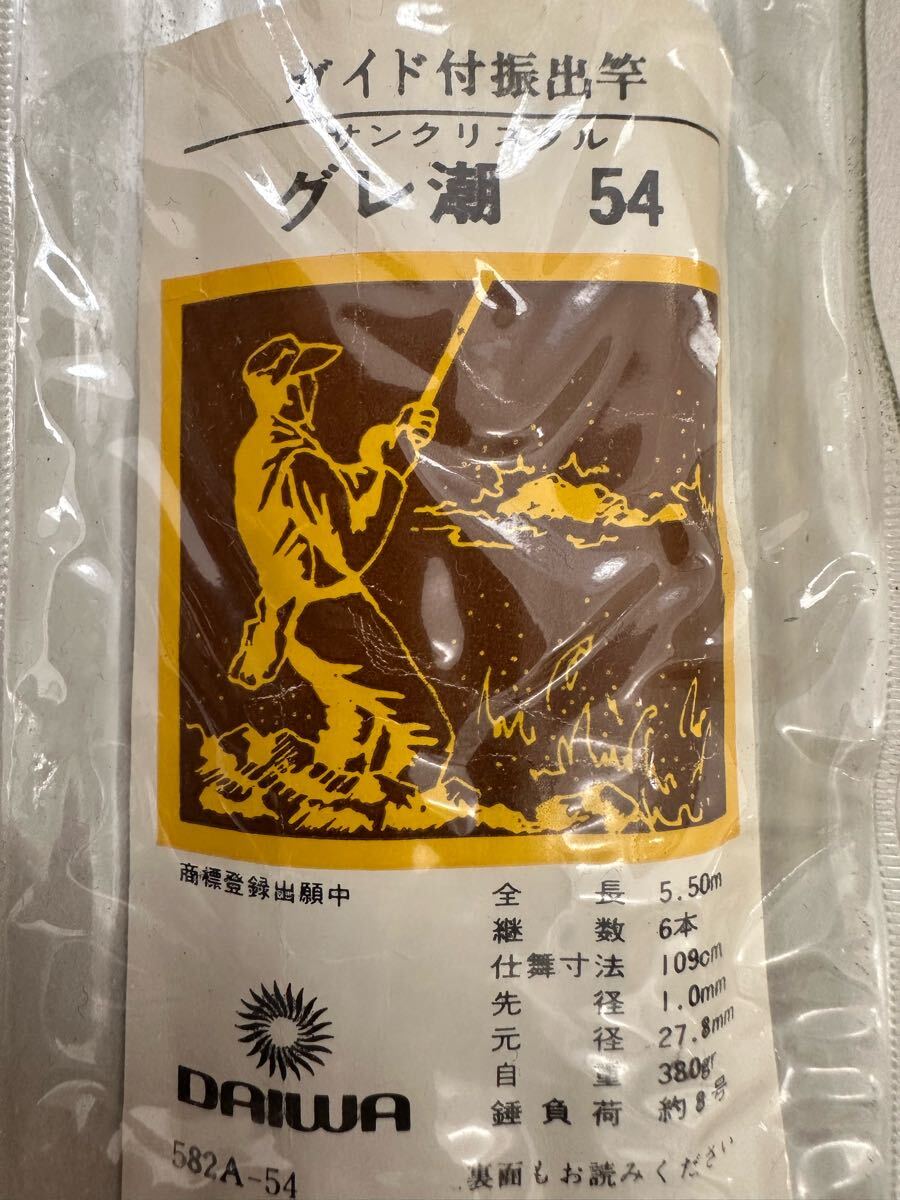 ガイド付振出竿
サンクリスタル
グレ潮 54
商標登録出願中
全長 5.50m
継数 6本
仕舞寸法 109cm
先径 1.0mm
元径 27.8mm
自重 380gr
錘負荷 約8号
DAIWA
582A-54
裏面もお読みください